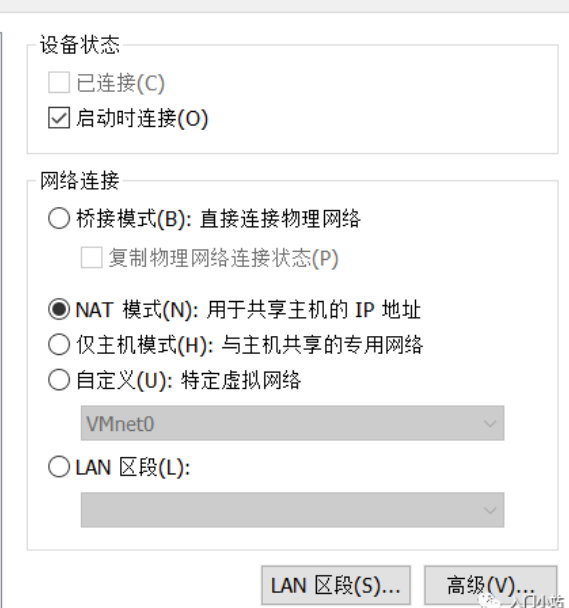 设备状态
已连接(C)
启动时连接(O)
网络连接
桥接模式(B): 直接连接物理网络
复制物理网络连接状态(P)
NAT 模式(N): 用于共享主机的 IP 地址
仅主机模式(H): 与主机共享的专用网络
自定义(U): 特定虚拟网络
VMnet0
LAN 区段(L):
LAN 区段(S)... 高级(V)...
入门小站